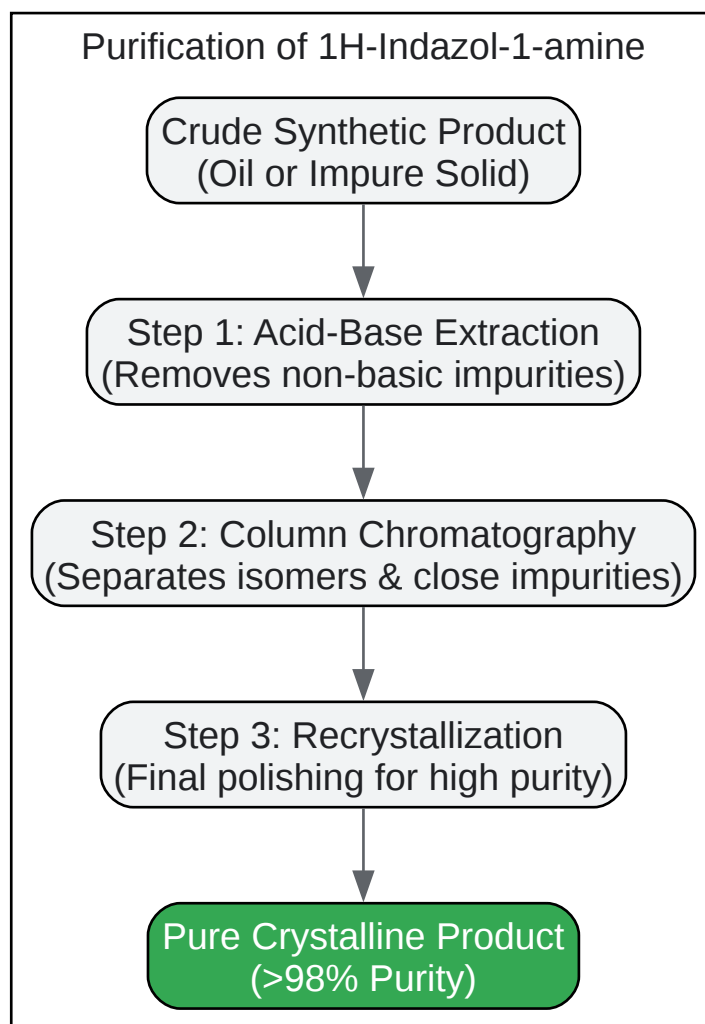 Purification of 1H-Indazol-1-amine
Crude Synthetic Product
(Oil or Impure Solid)
Step 1: Acid-Base Extraction
(Removes non-basic impurities)
Step 2: Column Chromatography
(Separates isomers & close impurities)
Step 3: Recrystallization
(Final polishing for high purity)
Pure Crystalline Product
(>98% Purity)